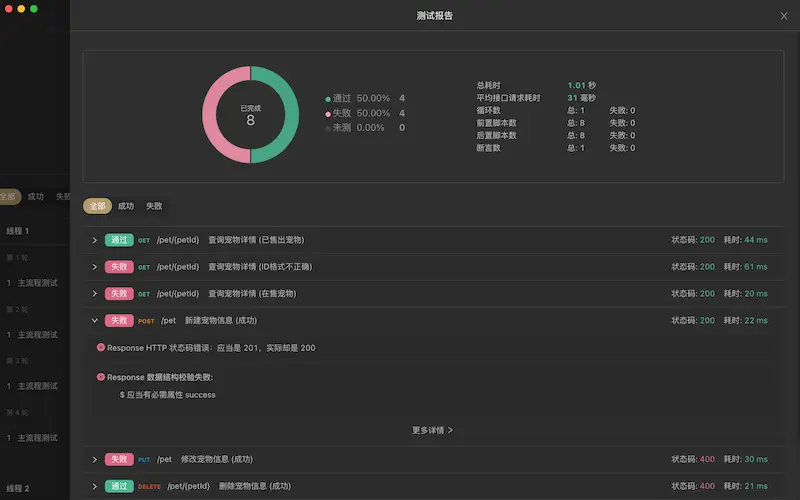 测试报告
已完成
8
通过 50.00% 4
失败 50.00% 4
未测 0.00% 0
总耗时 1.01 秒
平均接口请求耗时 31 毫秒
循环数 总: 1 失败: 0
前置脚本数 总: 8 失败: 0
后置脚本数 总: 8 失败: 0
断言数 总: 1 失败: 0
全部 成功 失败
线程 1
第 1 轮
1 主流程测试
第 2 轮
1 主流程测试
第 3 轮
1 主流程测试
第 4 轮
1 主流程测试
线程 2
全部 成功 失败
通过 GET /pet/{petId} 查询宠物详情 (已售出宠物) 状态码: 200 耗时: 44 ms
失败 GET /pet/{petId} 查询宠物详情 (ID格式不正确) 状态码: 200 耗时: 61 ms
失败 GET /pet/{petId} 查询宠物详情 (在售宠物) 状态码: 200 耗时: 20 ms
失败 POST /pet 新建宠物信息 (成功) 状态码: 200 耗时: 22 ms
Response HTTP 状态码错误：应当是 201，实际却是 200
Response 数据结构校验失败:
$ 应当有必需属性 success
更多详情
失败 PUT /pet 修改宠物信息 (成功) 状态码: 400 耗时: 30 ms
通过 DELETE /pet/{petId} 删除宠物信息 (成功) 状态码: 400 耗时: 21 ms